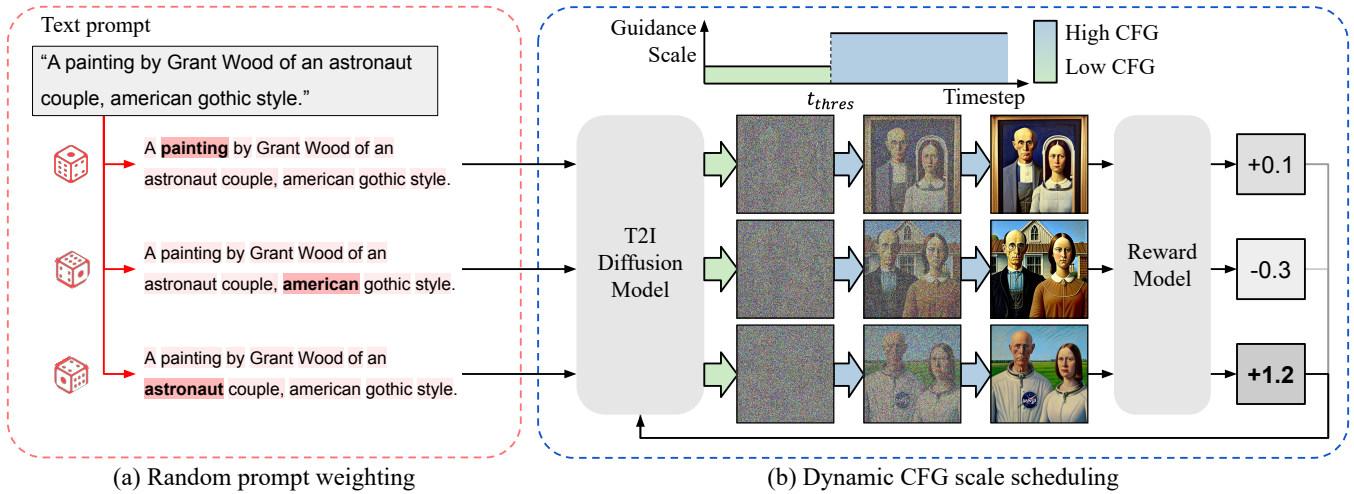 Text prompt
“A painting by Grant Wood of an astronaut
couple, american gothic style.”
A painting by Grant Wood of an
astronaut couple, american gothic style.
A painting by Grant Wood of an
astronaut couple, american gothic style.
A painting by Grant Wood of an
astronaut couple, american gothic style.
(a) Random prompt weighting
Guidance
Scale
High CFG
Low CFG
t_thres
Timestep
T2I
Diffusion
Model
NASA
Reward
Model
+0.1
-0.3
+1.2
(b) Dynamic CFG scale scheduling